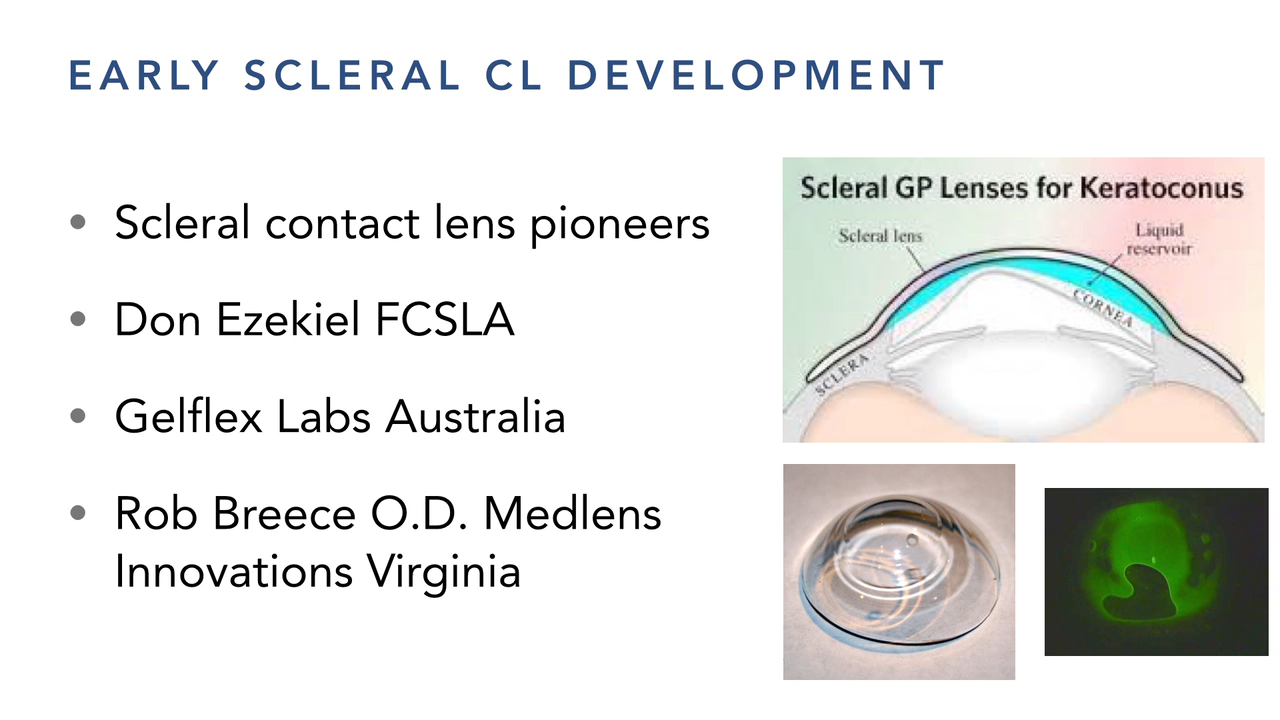 EARLY SCLERAL CL DEVELOPMENT
• Scleral contact lens pioneers
• Don Ezekiel FCSLA
• Gelflex Labs Australia
• Rob Breece O.D. Medlens
Innovations Virginia
Scleral GP Lenses for Keratoconus
Scleral lens
Liquid
reservoir
CORNEA
SCLERA